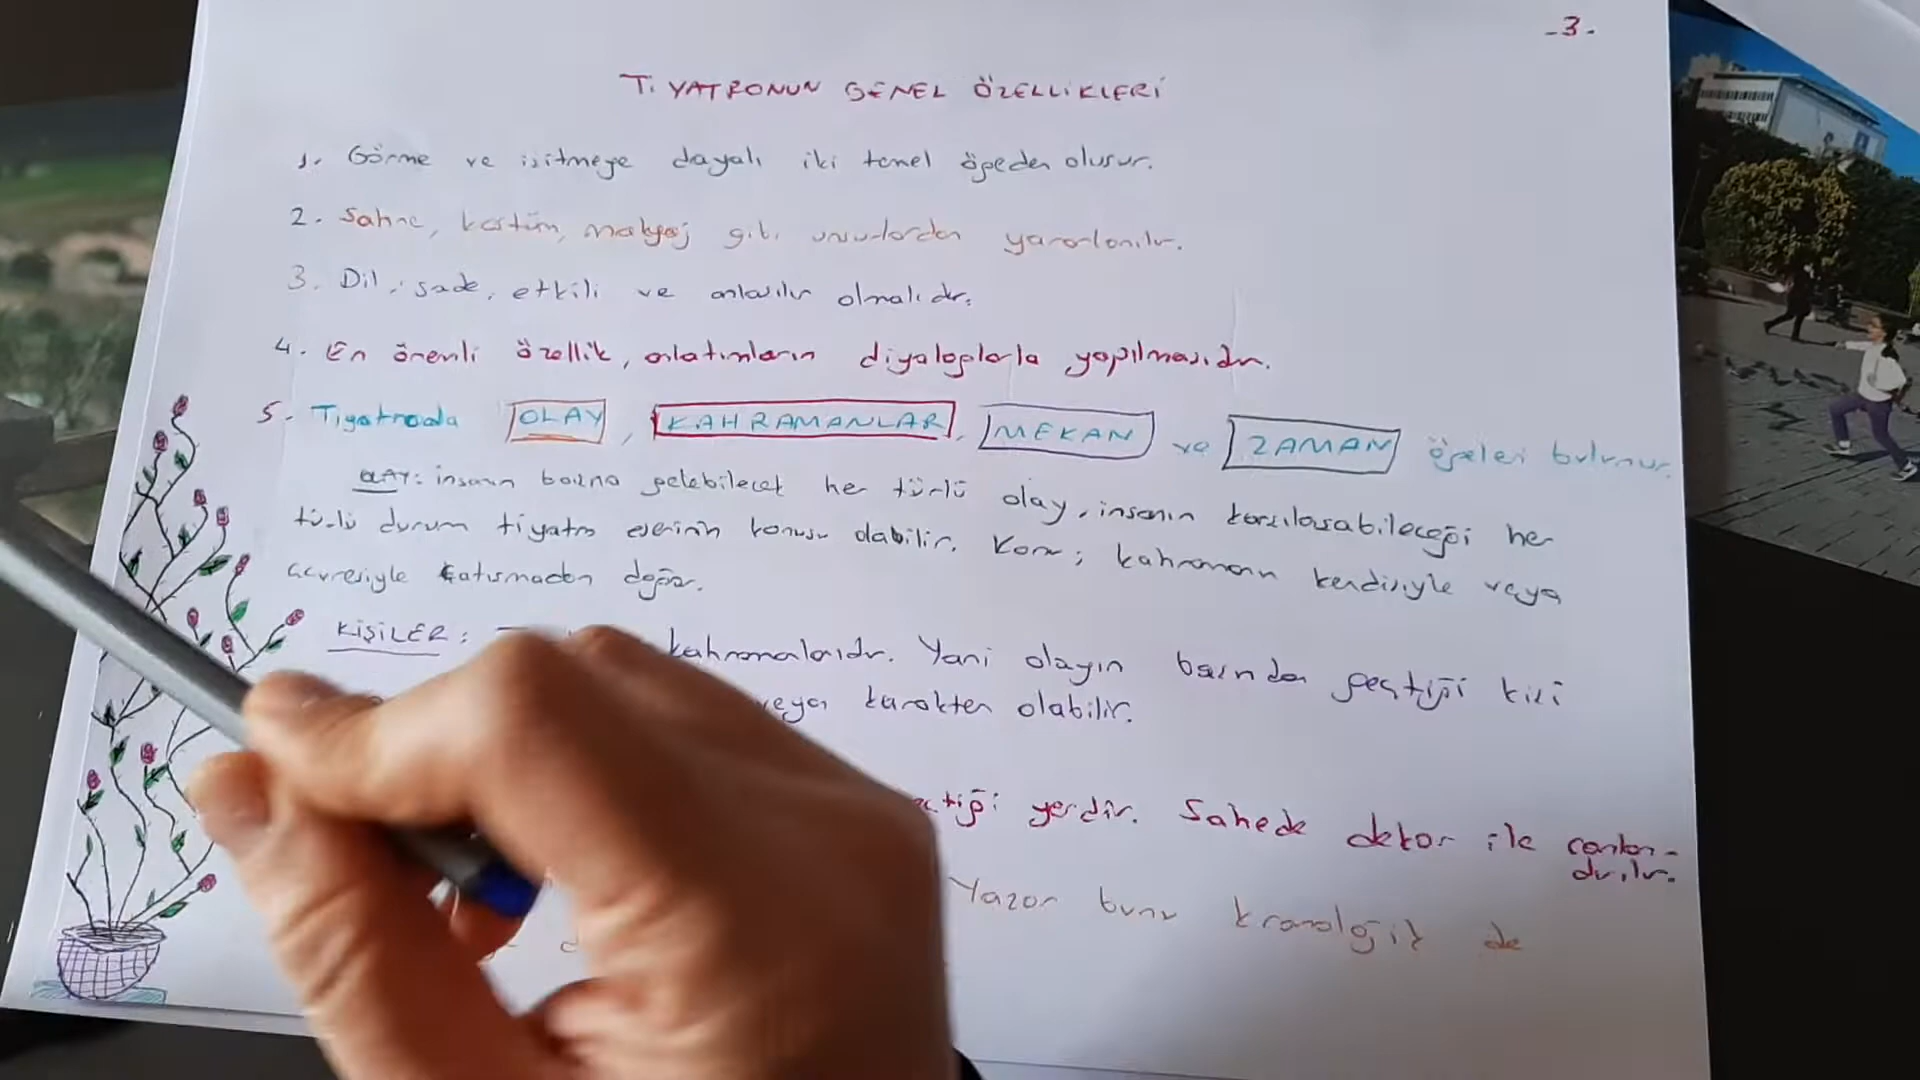 -3-
TİYATRONUN GENEL ÖZELLİKLERİ
1. Görme ve işitmeye dayalı iki temel öğeden oluşur.
2. Sahne, kostüm, makyaj gibi unsurlardan yararlanılır.
3. Dil, sade, etkili ve anlaşılır olmalıdır.
4. En önemli özellik, anlatımların diyaloglarla yapılmasıdır.
5. Tiyatroda OLAY, KAHRAMANLAR, MEKAN ve ZAMAN öğeleri bulunur.
OLAY: insanın başına gelebilecek her türlü olay, insanın karşılaşabileceği her
türlü durum tiyatro eserinin konusu olabilir. Konu; kahramanın kendisiyle veya
çevresiyle çatışmadan doğar.
KİŞİLER: kahramanlarıdır. Yani olayın başından geçtiği kişi
veya karakter olabilir.
yerdir. Sahnede dekor ile canlan-
dırılır.
Yazar bunu kronolojik de